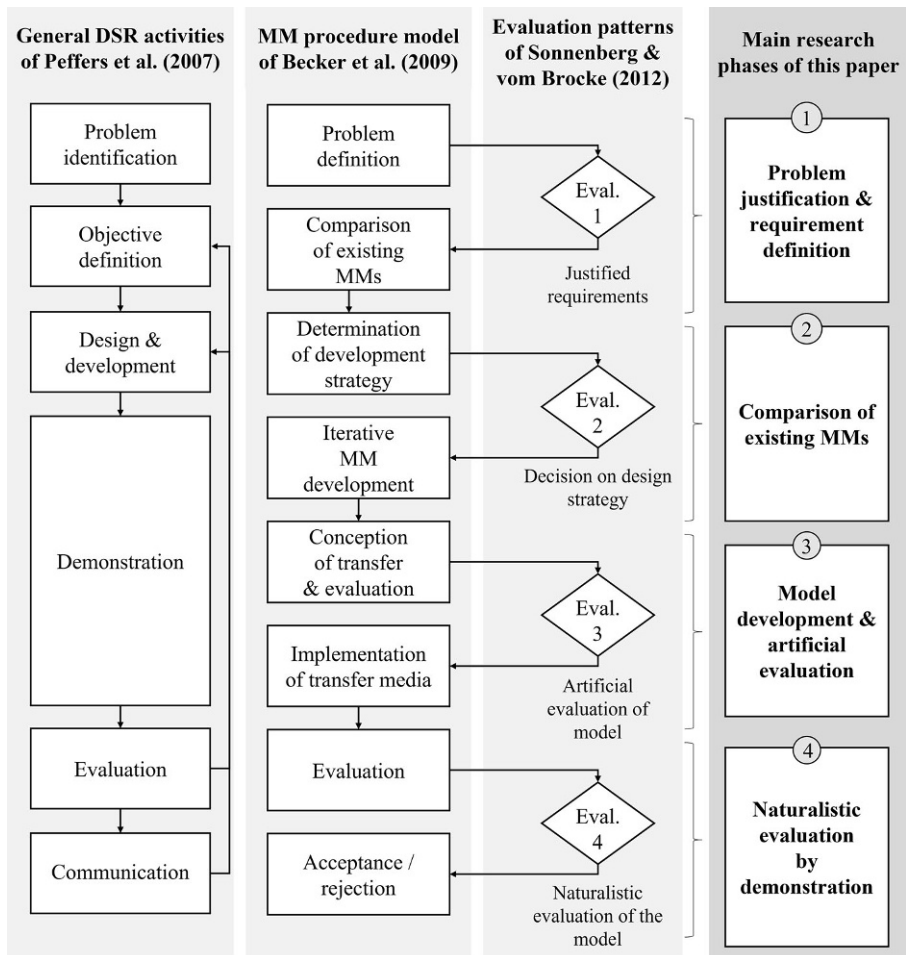 General DSR activities
of Peffers et al. (2007)
Problem
identification
Objective
definition
Design &
development
Demonstration
Evaluation
Communication
MM procedure model
of Becker et al. (2009)
Problem
definition
Comparison
of existing
MMs
Determination
of development
strategy
Iterative
MM
development
Conception
of transfer
& evaluation
Implementation
of transfer media
Evaluation
Acceptance /
rejection
Evaluation patterns
of Sonnenberg &
vom Brocke (2012)
Eval.
1
Justified
requirements
Eval.
2
Decision on design
strategy
Eval.
3
Artificial
evaluation of
model
Eval.
4
Naturalistic
evaluation of the
model
Main research
phases of this paper
1
Problem
justification &
requirement
definition
2
Comparison of
existing MMs
3
Model
development &
artificial
evaluation
4
Naturalistic
evaluation
by
demonstration